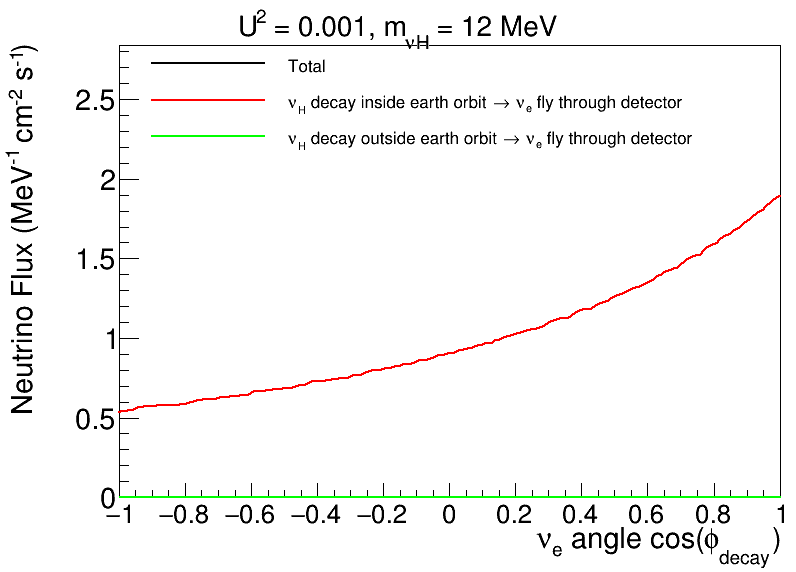 U² = 0.001, m_νH = 12 MeV
Total
ν_H decay inside earth orbit → ν_e fly through detector
ν_H decay outside earth orbit → ν_e fly through detector
Neutrino Flux (MeV⁻¹ cm⁻² s⁻¹)
2.5
2
1.5
1
0.5
0
−1 −0.8 −0.6 −0.4 −0.2 0 0.2 0.4 0.6 0.8 1
ν_e angle cos(ϕ_decay)